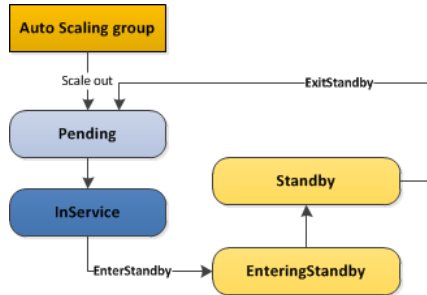 Auto Scaling group
Scale out
ExitStandby
Pending
Standby
InService
EnterStandby
EnteringStandby